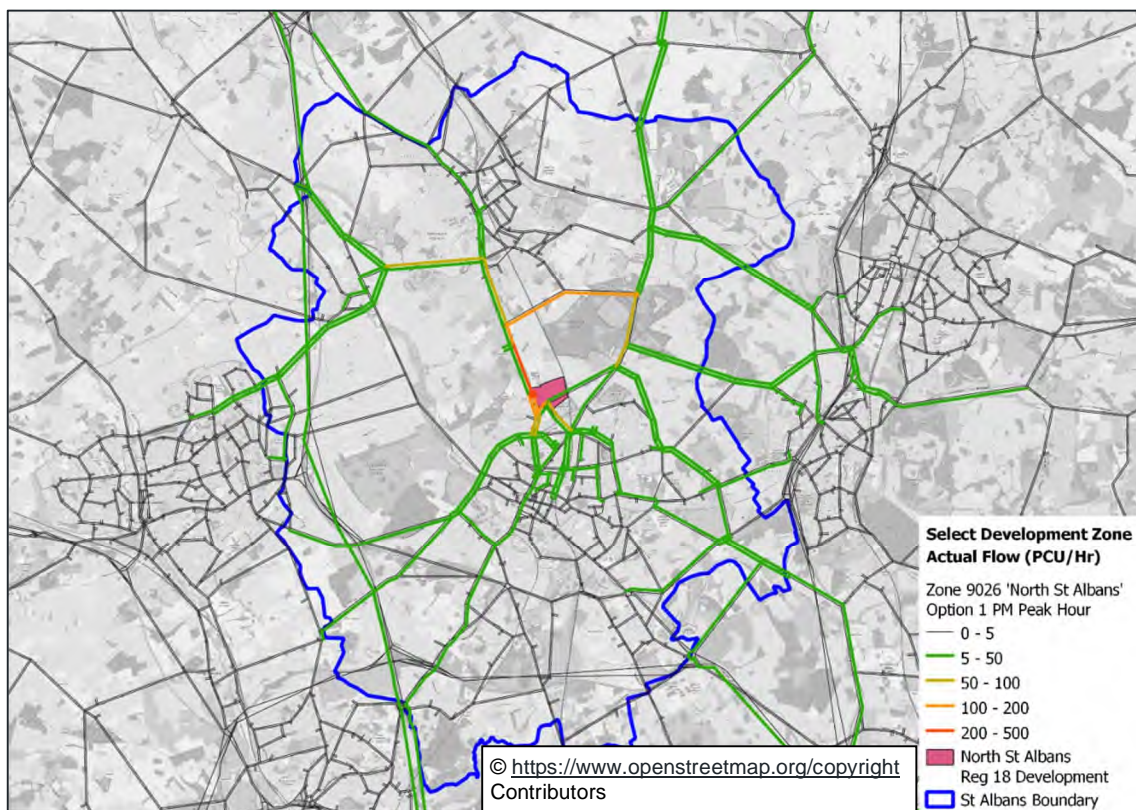 Select Development Zone
Actual Flow (PCU/Hr)
Zone 9026 'North St Albans'
Option 1 PM Peak Hour
0 - 5
5 - 50
50 - 100
100 - 200
200 - 500
North St Albans
Reg 18 Development
St Albans Boundary
© https://www.openstreetmap.org/copyright
Contributors